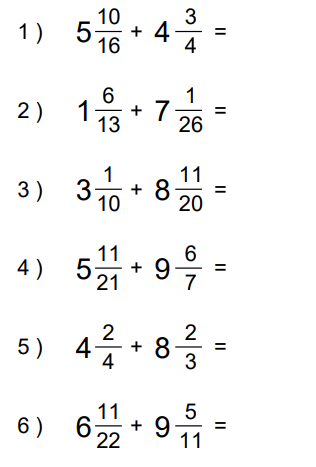 1) 5 10/16 + 4 3/4 =
2) 1 6/13 + 7 1/26 =
3) 3 1/10 + 8 11/20 =
4) 5 11/21 + 9 6/7 =
5) 4 2/4 + 8 2/3 =
6) 6 11/22 + 9 5/11 =